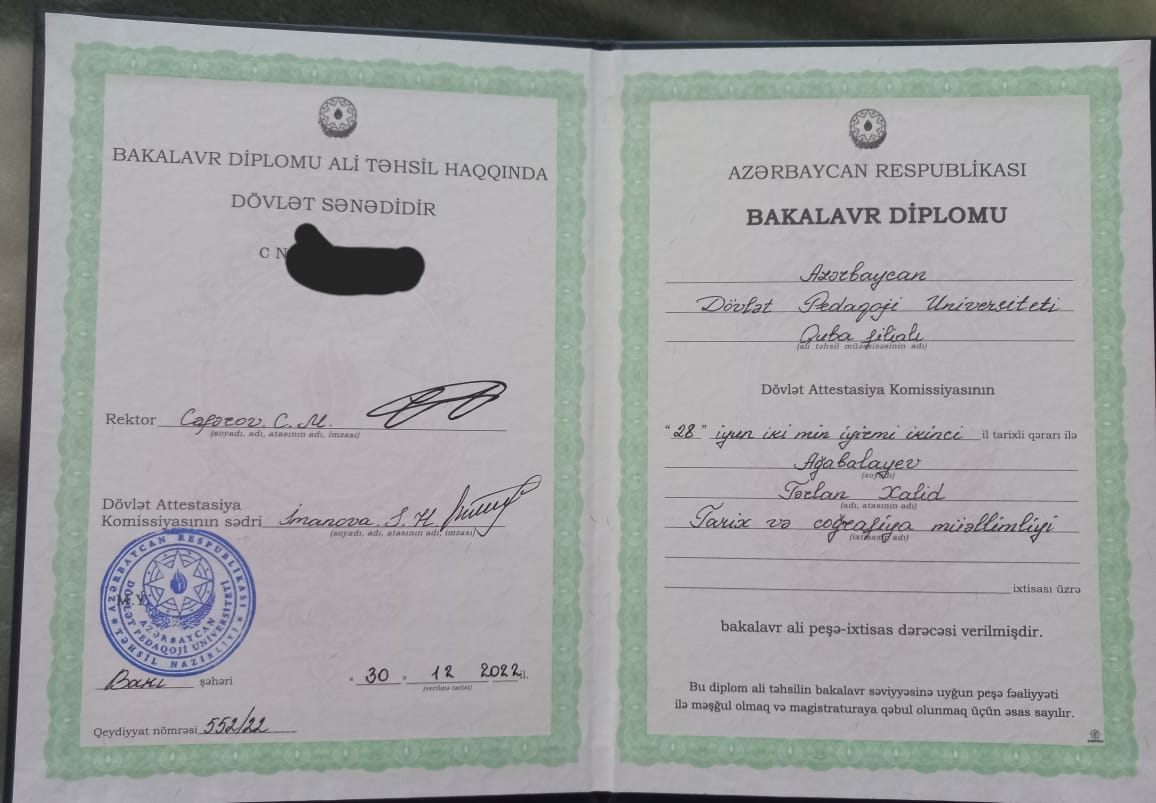 BAKALAVR DİPLOMU ALİ TƏHSİL HAQQINDA
DÖVLƏT SƏNƏDİDİR
C N
Rektor Cəfərov. C. M.
(soyadı, adı, atasının adı, imzası)
Dövlət Attestasiya
Komissiyasının sədri İmanova. S. H.
(soyadı, adı, atasının adı, imzası)
AZƏRBAYCAN RESPUBLİKASI
TƏHSİL NAZİRLİYİ
AZƏRBAYCAN
DÖVLƏT PEDAQOJİ UNİVERSİTETİ
M.Y.
Bakı şəhəri
" 30 " 12 2022 il.
(verilmə tarixi)
Qeydiyyat nömrəsi 552/22
AZƏRBAYCAN RESPUBLİKASI
BAKALAVR DİPLOMU
Azərbaycan
Dövlət Pedaqoji Universiteti
Quba filialı
(ali təhsil müəssisəsinin adı)
Dövlət Attestasiya Komissiyasının
"28" iyun iki min iyirmi ikinci il tarixli qərarı ilə
Ağabalayev
(soyadı)
Tərlan Xalid
(adı, atasının adı)
Tarix və coğrafiya müəllimliyi
(ixtisasın adı)
ixtisası üzrə
bakalavr ali peşə-ixtisas dərəcəsi verilmişdir.
Bu diplom ali təhsilin bakalavr səviyyəsinə uyğun peşə fəaliyyəti
ilə məşğul olmaq və magistraturaya qəbul olunmaq üçün əsas sayılır.